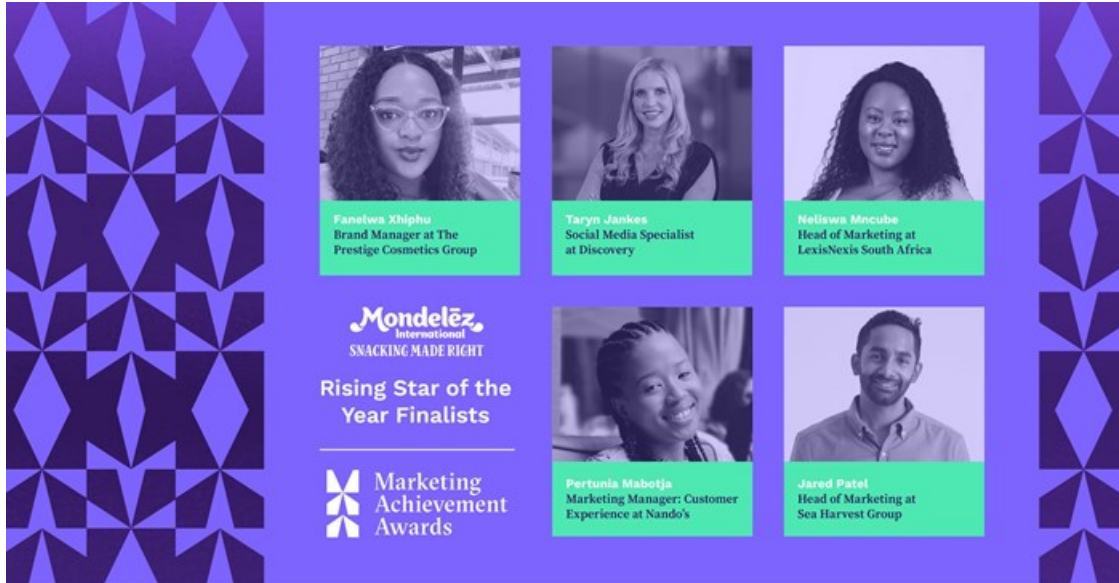 Fanelwa Xhiphu
Brand Manager at The
Prestige Cosmetics Group
Taryn Jankes
Social Media Specialist
at Discovery
Neliswa Mncube
Head of Marketing at
LexisNexis South Africa
Mondelēz
International
SNACKING MADE RIGHT
Rising Star of the
Year Finalists
Marketing
Achievement
Awards
Pertunia Mabotja
Marketing Manager: Customer
Experience at Nando's
Jared Patel
Head of Marketing at
Sea Harvest Group